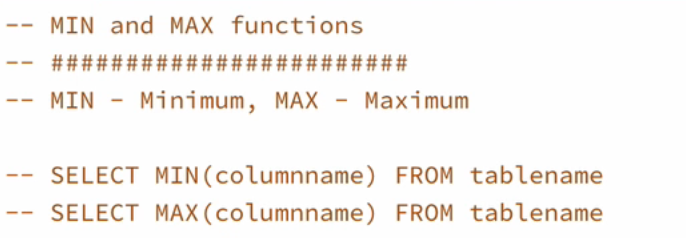 -- MIN and MAX functions
-- ########################
-- MIN - Minimum, MAX - Maximum
-- SELECT MIN(columnname) FROM tablename
-- SELECT MAX(columnname) FROM tablename